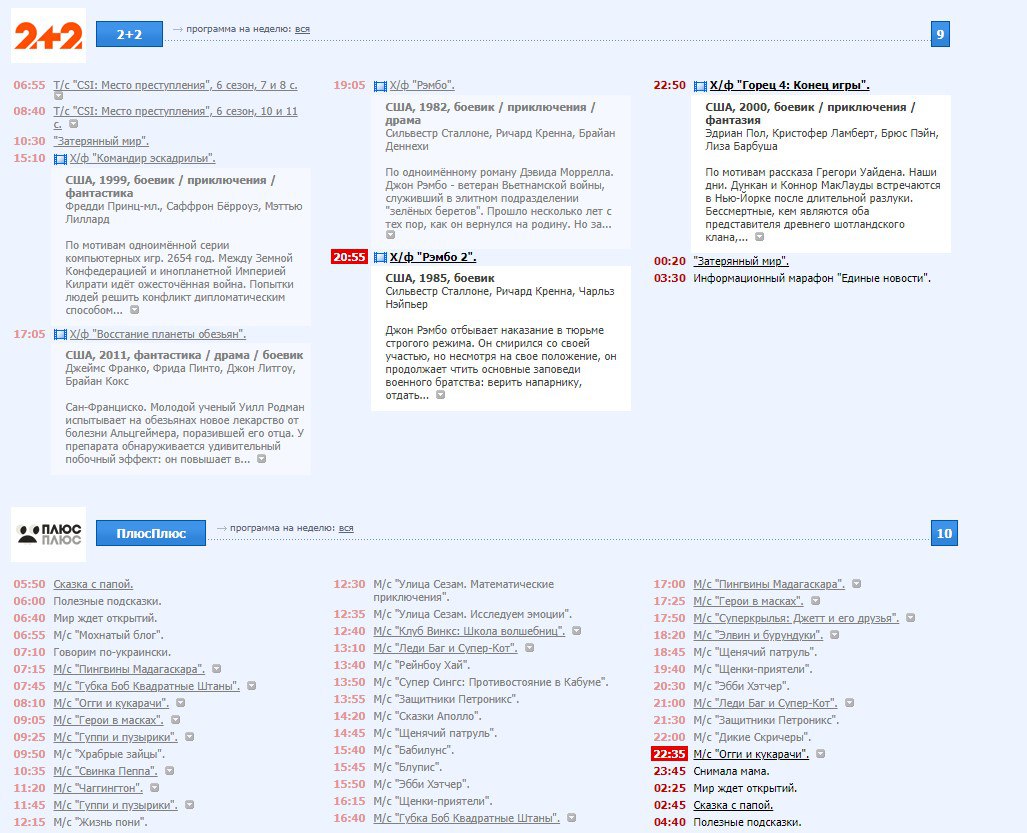 2+2
2+2
→ программа на неделю: вся
9
06:55 Т/с "CSI: Место преступления", 6 сезон, 7 и 8 с.
08:40 Т/с "CSI: Место преступления", 6 сезон, 10 и 11
с.
10:30 "Затерянный мир".
15:10 Х/ф "Командир эскадрильи".
США, 1999, боевик / приключения /
фантастика
Фредди Принц-мл., Саффрон Бёрроуз, Мэттью
Лиллард
По мотивам одноимённой серии
компьютерных игр. 2654 год. Между Земной
Конфедерацией и инопланетной Империей
Килрати идёт ожесточённая война. Попытки
людей решить конфликт дипломатическим
способом...
17:05 Х/ф "Восстание планеты обезьян".
США, 2011, фантастика / драма / боевик
Джеймс Франко, Фрида Пинто, Джон Литгоу,
Брайан Кокс
Сан-Франциско. Молодой ученый Уилл Родман
испытывает на обезьянах новое лекарство от
болезни Альцгеймера, поразившей его отца. У
препарата обнаруживается удивительный
побочный эффект: он повышает в...
19:05 Х/ф "Рэмбо".
США, 1982, боевик / приключения /
драма
Сильвестр Сталлоне, Ричард Кренна, Брайан
Деннехи
По одноимённому роману Дэвида Моррелла.
Джон Рэмбо - ветеран Вьетнамской войны,
служивший в элитном подразделении
"зелёных беретов". Прошло несколько лет с
тех пор, как он вернулся на родину. Но за...
20:55 Х/ф "Рэмбо 2".
США, 1985, боевик
Сильвестр Сталлоне, Ричард Кренна, Чарльз
Нэйпьер
Джон Рэмбо отбывает наказание в тюрьме
строгого режима. Он смирился со своей
участью, но несмотря на свое положение, он
продолжает чтить основные заповеди
военного братства: верить напарнику,
отдать...
22:50 Х/ф "Горец 4: Конец игры".
США, 2000, боевик / приключения /
фантазия
Эдриан Пол, Кристофер Ламберт, Брюс Пэйн,
Лиза Барбуша
По мотивам рассказа Грегори Уайдена. Наши
дни. Дункан и Коннор МакЛауды встречаются
в Нью-Йорке после длительной разлуки.
Бессмертные, кем являются оба
представителя древнего шотландского
клана,...
00:20 "Затерянный мир".
03:30 Информационный марафон "Единые новости".
ПЛЮС
ПЛЮС
ПлюсПлюс
→ программа на неделю: вся
10
05:50 Сказка с папой.
06:00 Полезные подсказки.
06:40 Мир ждет открытий.
06:55 М/с "Мохнатый блог".
07:10 Говорим по-украински.
07:15 М/с "Пингвины Мадагаскара".
07:45 М/с "Губка Боб Квадратные Штаны".
08:10 М/с "Огги и кукарачи".
09:05 М/с "Герои в масках".
09:25 М/с "Гуппи и пузырики".
09:50 М/с "Храбрые зайцы".
10:35 М/с "Свинка Пеппа".
11:20 М/с "Чаггингтон".
11:45 М/с "Гуппи и пузырики".
12:15 М/с "Жизнь пони".
12:30 М/с "Улица Сезам. Математические
приключения".
12:35 М/с "Улица Сезам. Исследуем эмоции".
12:40 М/с "Клуб Винкс: Школа волшебниц".
13:10 М/с "Леди Баг и Супер-Кот".
13:40 М/с "Рейнбоу Хай".
13:50 М/с "Супер Сингс: Противостояние в Кабуме".
13:55 М/с "Защитники Петроникс".
14:20 М/с "Сказки Аполло".
14:45 М/с "Щенячий патруль".
15:40 М/с "Бабилунс".
15:45 М/с "Блупис".
15:50 М/с "Эбби Хэтчер".
16:15 М/с "Щенки-приятели".
16:40 М/с "Губка Боб Квадратные Штаны".
17:00 М/с "Пингвины Мадагаскара".
17:25 М/с "Герои в масках".
17:50 М/с "Суперкрылья: Джетт и его друзья".
18:20 М/с "Элвин и бурундуки".
18:45 М/с "Щенячий патруль".
19:40 М/с "Щенки-приятели".
20:30 М/с "Эбби Хэтчер".
21:00 М/с "Леди Баг и Супер-Кот".
21:30 М/с "Защитники Петроникс".
22:00 М/с "Дикие Скричеры".
22:35 М/с "Огги и кукарачи".
23:45 Снимала мама.
02:25 Мир ждет открытий.
02:45 Сказка с папой.
04:40 Полезные подсказки.